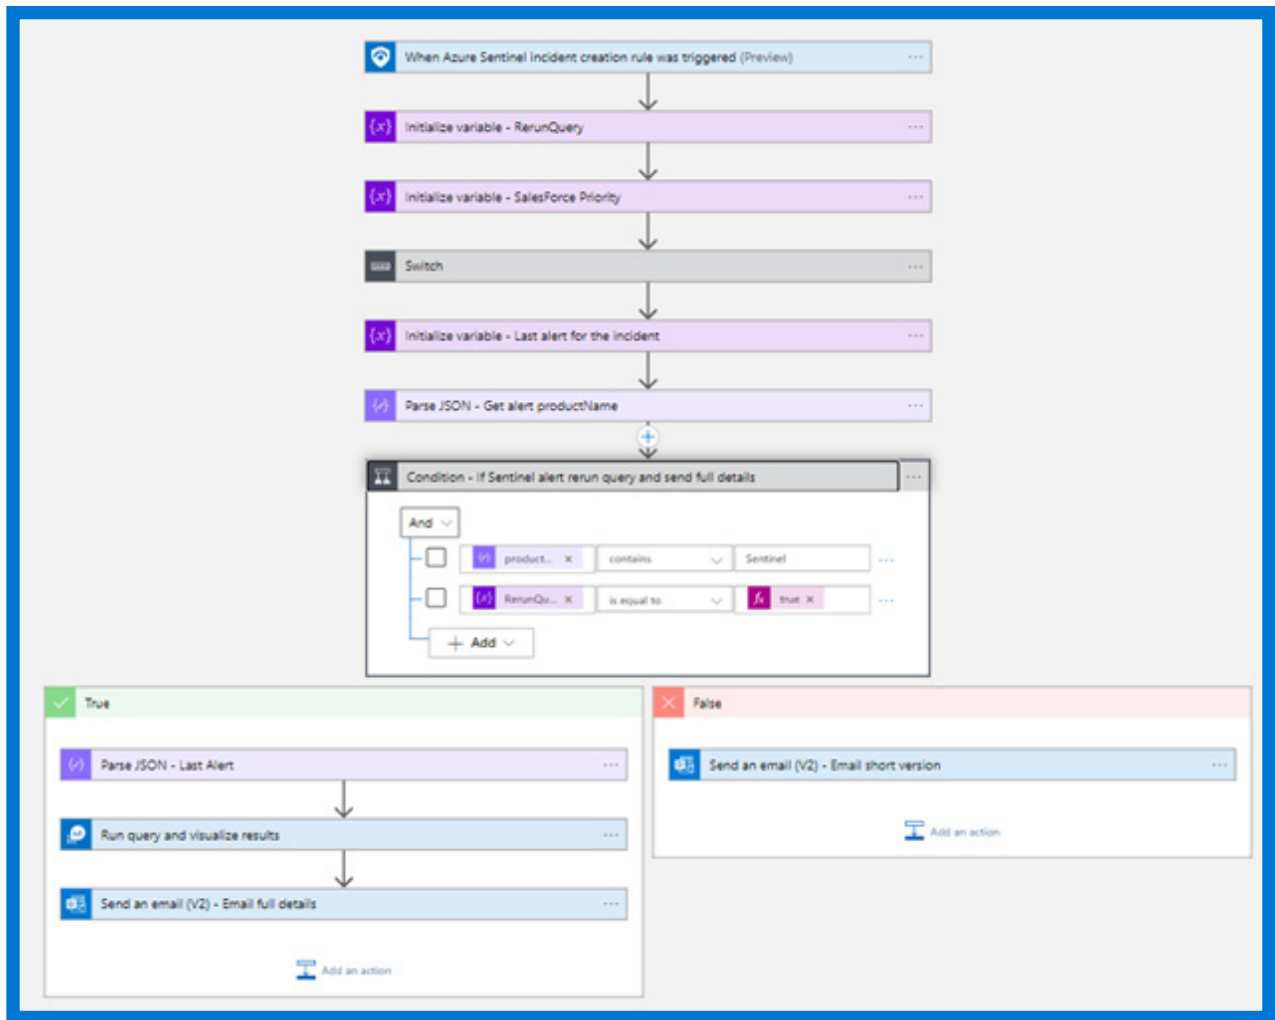 When Azure Sentinel incident creation rule was triggered (Preview)
{x} Initialize variable - RerunQuery
{x} Initialize variable - SalesForce Priority
Switch
{x} Initialize variable - Last alert for the incident
Parse JSON - Get alert productName
Condition - If Sentinel alert rerun query and send full details
And
product... × contains Sentinel
{x} RerunQu... × is equal to fx true ×
+ Add
True
Parse JSON - Last Alert
Run query and visualize results
Send an email (V2) - Email full details
Add an action
False
Send an email (V2) - Email short version
Add an action